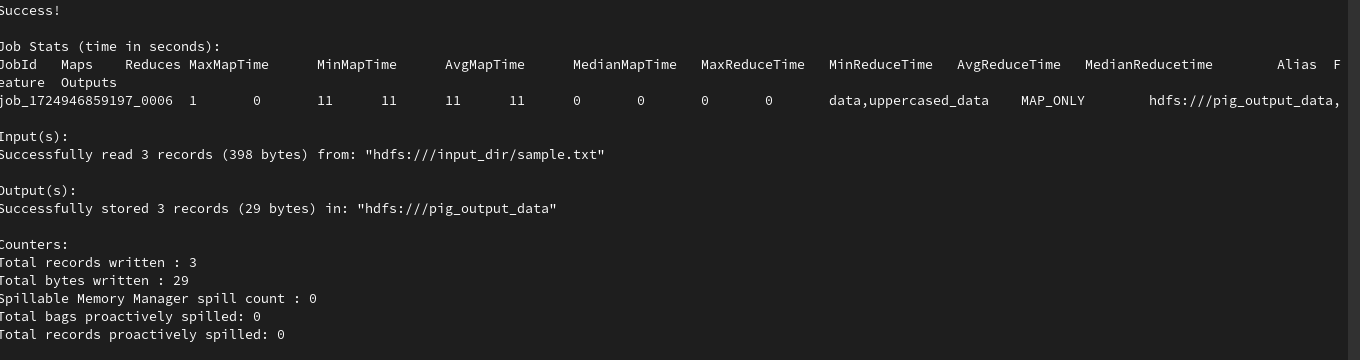 Success!
Job Stats (time in seconds):
JobId Maps Reduces MaxMapTime MinMapTime AvgMapTime MedianMapTime MaxReduceTime MinReduceTime AvgReduceTime MedianReducetime Alias F
eature Outputs
job_1724946859197_0006 1 0 11 11 11 11 0 0 0 0 data,uppercased_data MAP_ONLY hdfs:///pig_output_data,
Input(s):
Successfully read 3 records (398 bytes) from: "hdfs:///input_dir/sample.txt"
Output(s):
Successfully stored 3 records (29 bytes) in: "hdfs:///pig_output_data"
Counters:
Total records written : 3
Total bytes written : 29
Spillable Memory Manager spill count : 0
Total bags proactively spilled: 0
Total records proactively spilled: 0